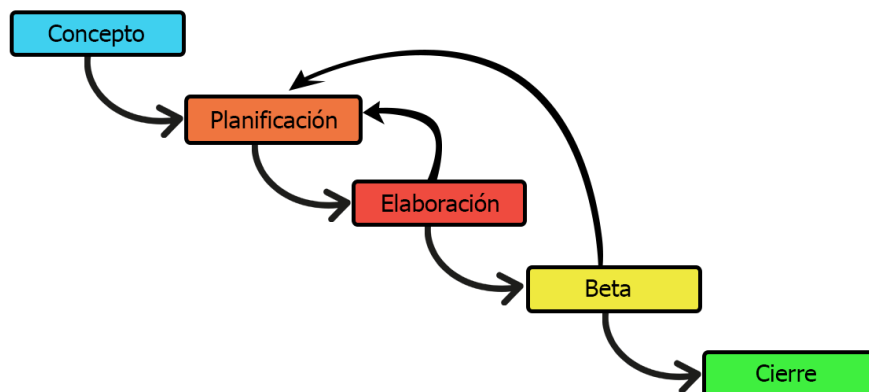 Concepto
Planificación
Elaboración
Beta
Cierre